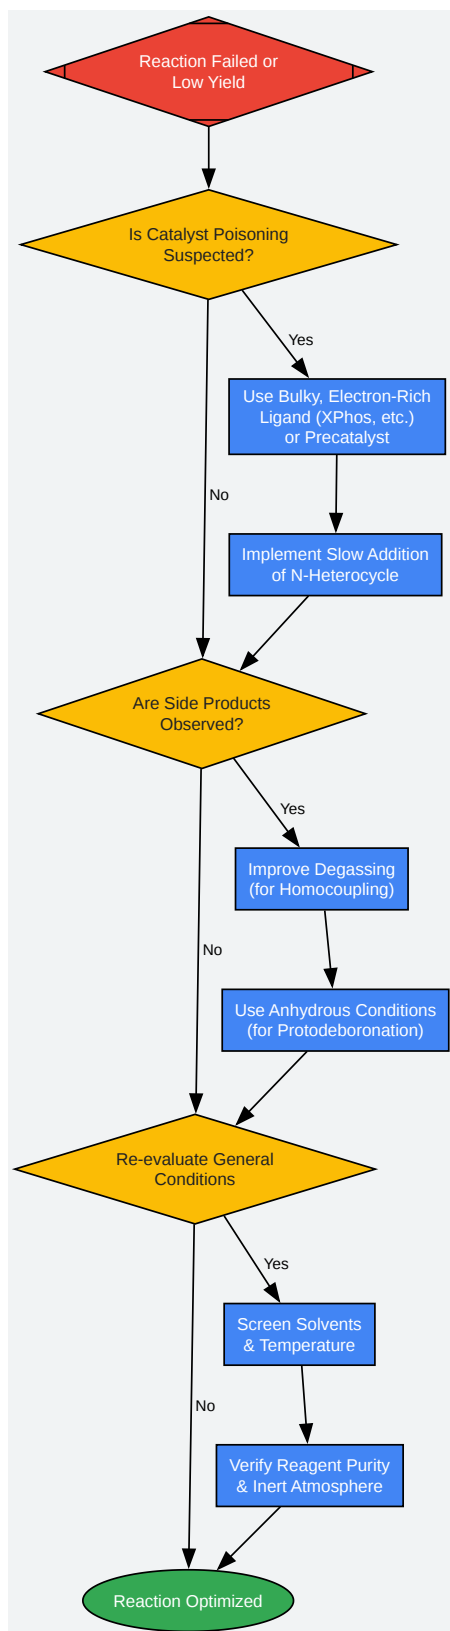 Reaction Failed or
Low Yield
Is Catalyst Poisoning
Suspected?
Yes
Use Bulky, Electron-Rich
Ligand (XPhos, etc.)
or Precatalyst
No
Implement Slow Addition
of N-Heterocycle
Are Side Products
Observed?
Yes
Improve Degassing
(for Homocoupling)
No
Use Anhydrous Conditions
(for Protodeboronation)
Re-evaluate General
Conditions
Yes
Screen Solvents
& Temperature
No
Verify Reagent Purity
& Inert Atmosphere
Reaction Optimized